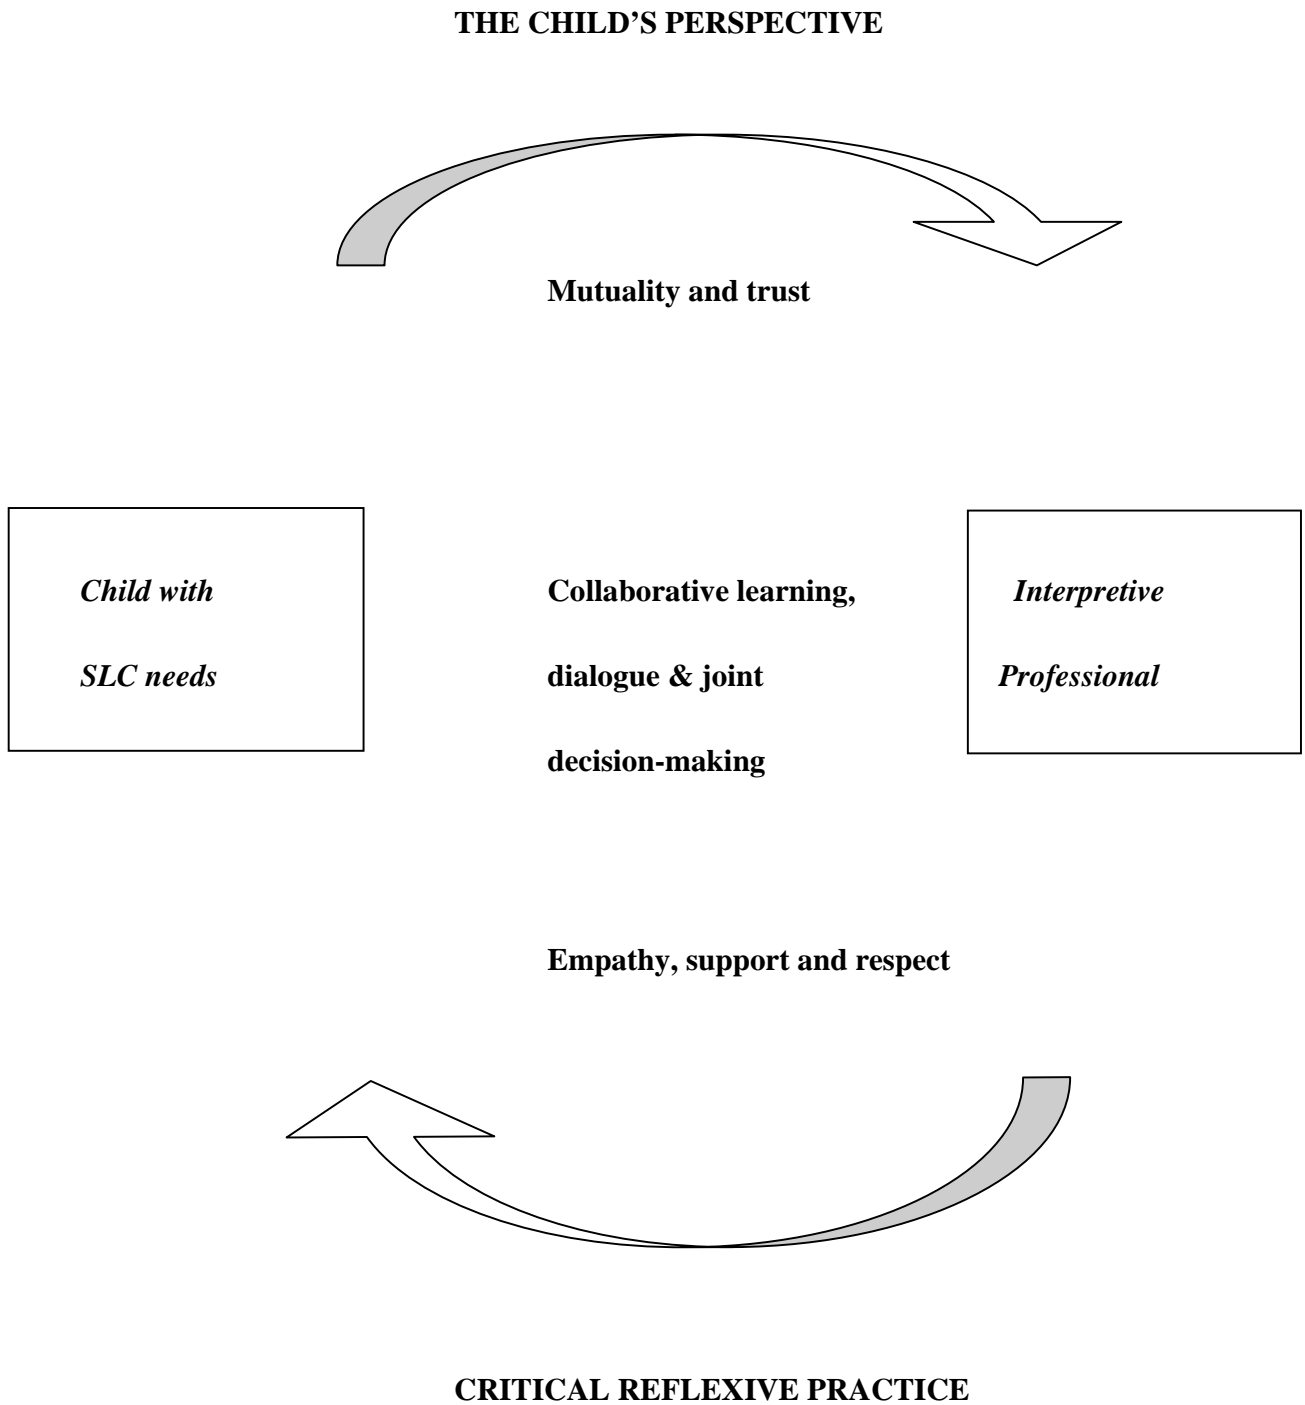 THE CHILD’S PERSPECTIVE
Mutuality and trust
Child with
SLC needs
Collaborative learning,
dialogue & joint
decision-making
Interpretive
Professional
Empathy, support and respect
CRITICAL REFLEXIVE PRACTICE